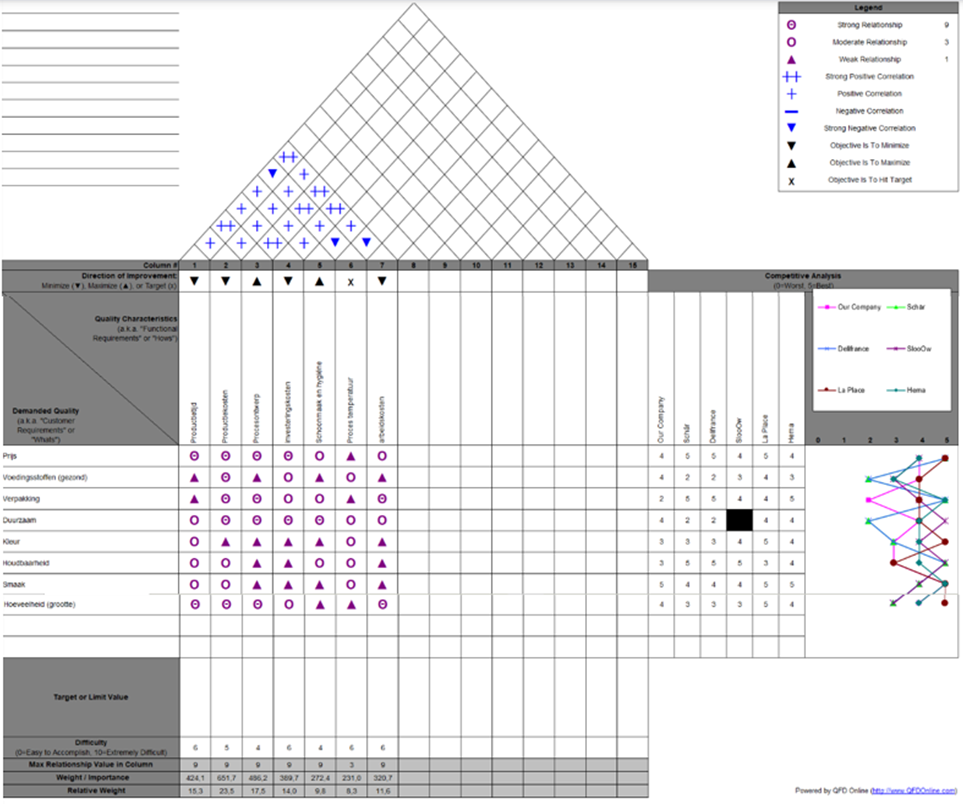 Legend
Strong Relationship 9
Moderate Relationship 3
Weak Relationship 1
Strong Positive Correlation
Positive Correlation
Negative Correlation
Strong Negative Correlation
Objective Is To Minimize
Objective Is To Maximize
X Objective Is To Hit Target
Column # 1 2 3 4 5 6 7 8 9 10 11 12 13 14 15
Direction of Improvement:
Minimize (▼), Maximize (▲), or Target (x)
▼ ▼ ▲ ▼ ▲ x ▼
Competitive Analysis
(0=Worst, 5=Best)
Quality Characteristics
(a.k.a. "Functional
Requirements" or "Hows")
Demanded Quality
(a.k.a. "Customer
Requirements" or
"Whats")
Productietijd
Productkosten
Procesontwerp
Investeringskosten
Schoonmaak en hygiëne
Proces temperatuur
arbeidskosten
Our Company
Schär
Delifrance
SlooOw
La Place
Hema
Our Company Schär
Delifrance SlooOw
La Place Hema
0 1 2 3 4 5
Prijs 4 5 5 4 5 4
Voedingsstoffen (gezond) 4 2 2 3 4 3
Verpakking 2 5 5 4 4 5
Duurzaam 4 2 2 4 4
Kleur 3 3 3 4 5 4
Houdbaarheid 3 5 5 5 3 4
Smaak 5 4 4 4 5 5
Hoeveelheid (grootte) 4 3 3 3 5 4
Target or Limit Value
Difficulty
(0=Easy to Accomplish, 10=Extremely Difficult)
6 5 4 6 4 6 6
Max Relationship Value in Column 9 9 9 9 9 3 9
Weight / Importance 424,1 651,7 486,2 389,7 272,4 231,0 320,7
Relative Weight 15,3 23,5 17,5 14,0 9,8 8,3 11,6
Powered by QFD Online (http://www.QFDOnline.com)